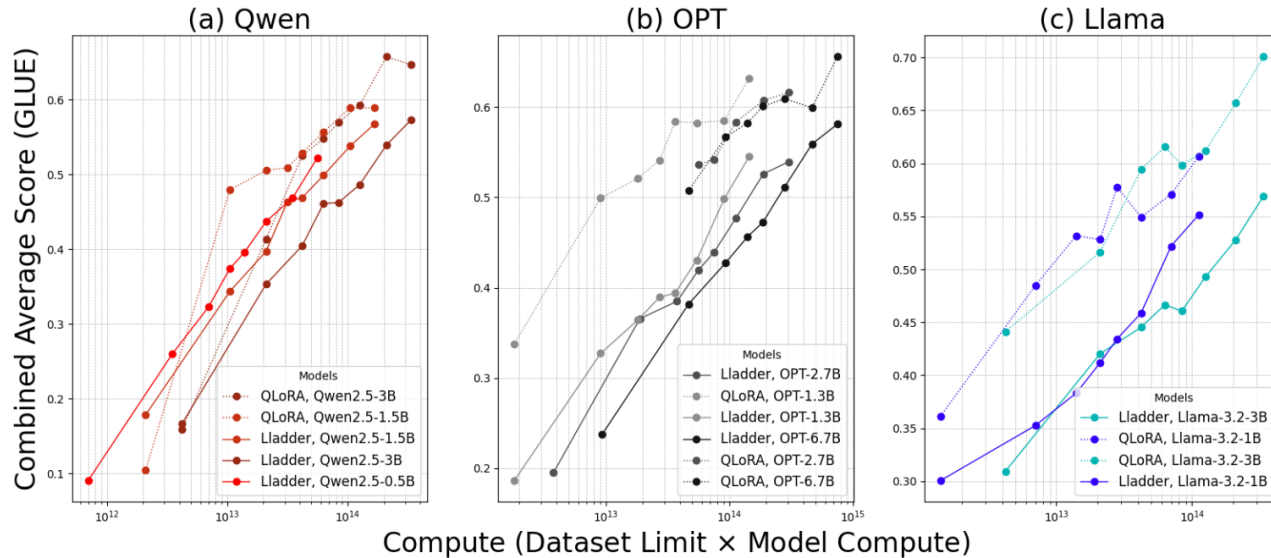 (a) Qwen
(b) OPT
(c) Llama
Combined Average Score (GLUE)
0.6
0.5
0.4
0.3
0.2
0.1
10¹²
10¹³
10¹⁴
Models
QLoRA, Qwen2.5-3B
QLoRA, Qwen2.5-1.5B
Lladder, Qwen2.5-1.5B
Lladder, Qwen2.5-3B
Lladder, Qwen2.5-0.5B
0.6
0.5
0.4
0.3
0.2
10¹³
10¹⁴
10¹⁵
Models
Lladder, OPT-2.7B
QLoRA, OPT-1.3B
Lladder, OPT-1.3B
Lladder, OPT-6.7B
QLoRA, OPT-2.7B
QLoRA, OPT-6.7B
0.70
0.65
0.60
0.55
0.50
0.45
0.40
0.35
0.30
10¹³
10¹⁴
Models
Lladder, Llama-3.2-3B
QLoRA, Llama-3.2-1B
QLoRA, Llama-3.2-3B
Lladder, Llama-3.2-1B
Compute (Dataset Limit × Model Compute)